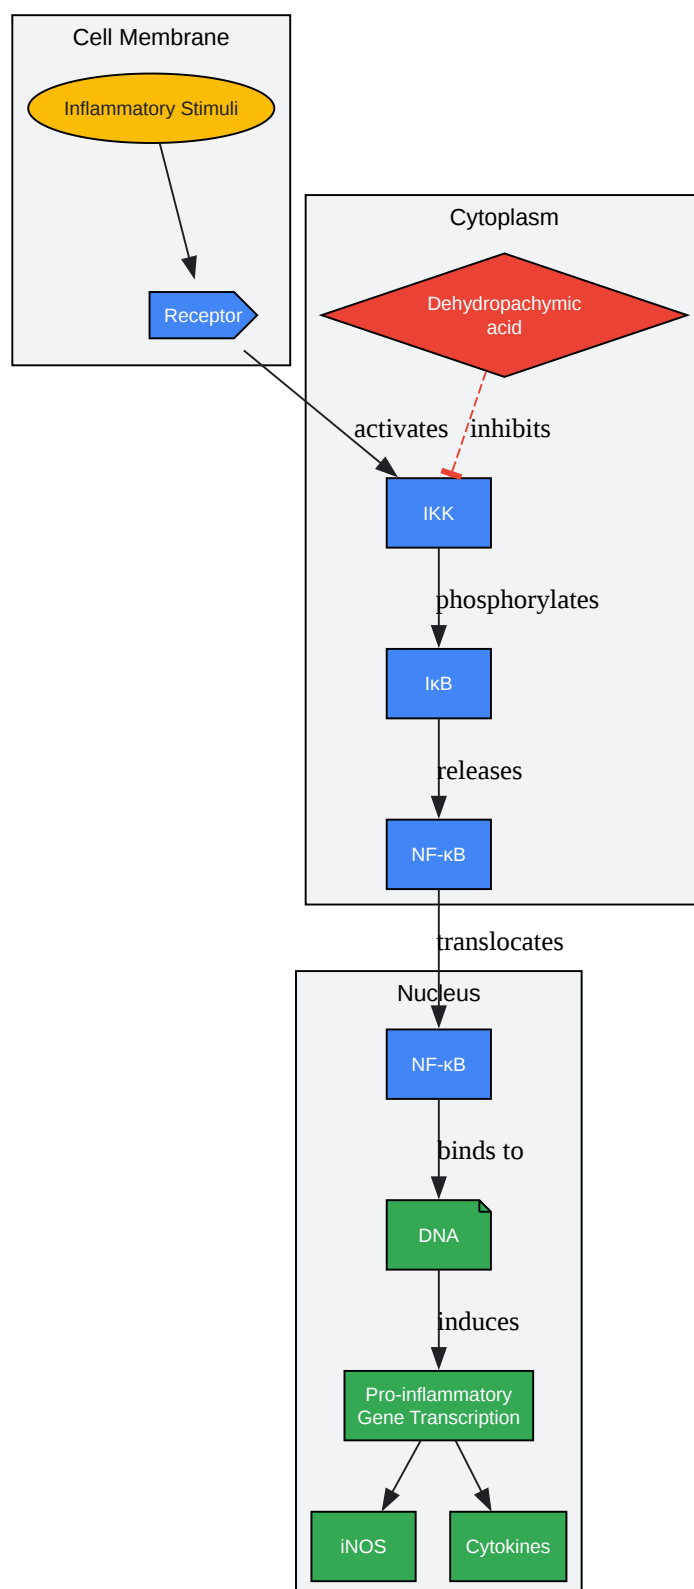 Cell Membrane
Inflammatory Stimuli
Receptor
Cytoplasm
Dehydropachymic
acid
activates
inhibits
IKK
phosphorylates
IκB
releases
NF-κB
translocates
Nucleus
NF-κB
binds to
DNA
induces
Pro-inflammatory
Gene Transcription
iNOS
Cytokines